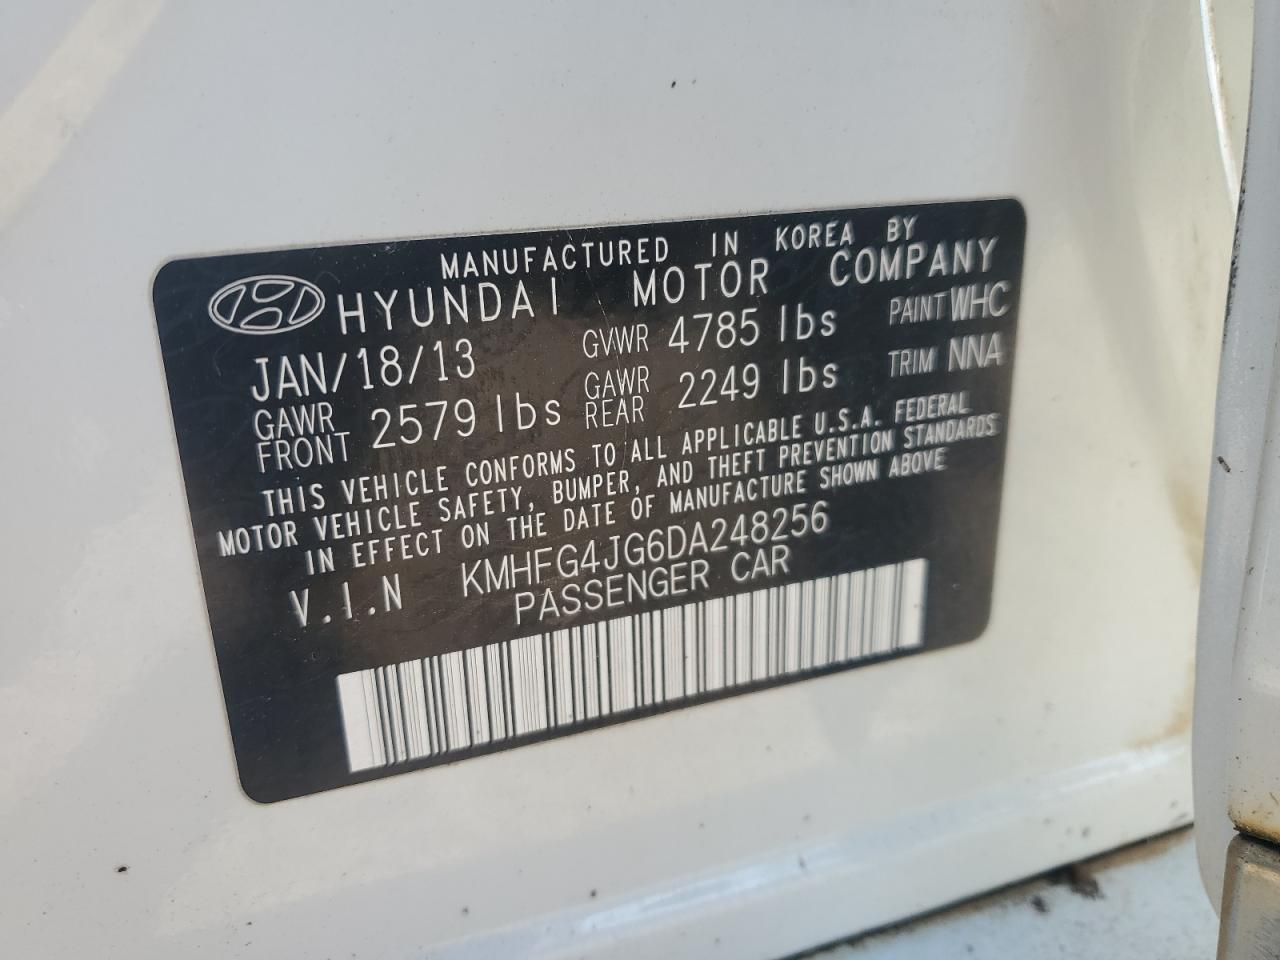 MANUFACTURED IN KOREA BY
HYUNDAI MOTOR COMPANY
JAN/18/13 GVWR 4785 lbs PAINT WHC
GAWR FRONT 2579 lbs GAWR REAR 2249 lbs TRIM NNA
THIS VEHICLE CONFORMS TO ALL APPLICABLE U.S.A. FEDERAL
MOTOR VEHICLE SAFETY, BUMPER, AND THEFT PREVENTION STANDARDS
IN EFFECT ON THE DATE OF MANUFACTURE SHOWN ABOVE
V.I.N KMHFG4JG6DA248256
PASSENGER CAR